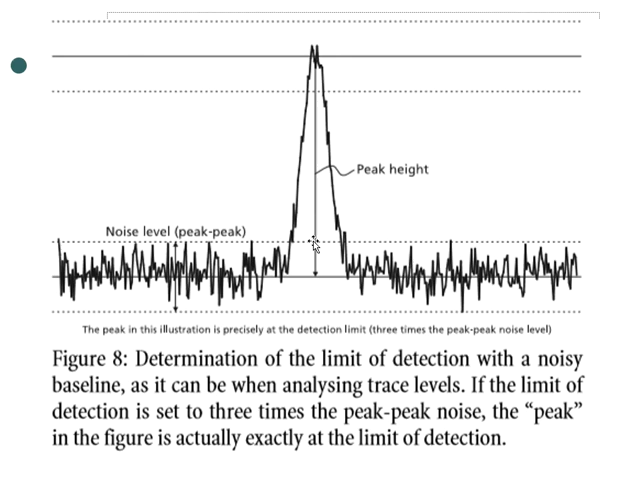 Peak height
Noise level (peak-peak)
The peak in this illustration is precisely at the detection limit (three times the peak-peak noise level)
Figure 8: Determination of the limit of detection with a noisy
baseline, as it can be when analysing trace levels. If the limit of
detection is set to three times the peak-peak noise, the “peak”
in the figure is actually exactly at the limit of detection.